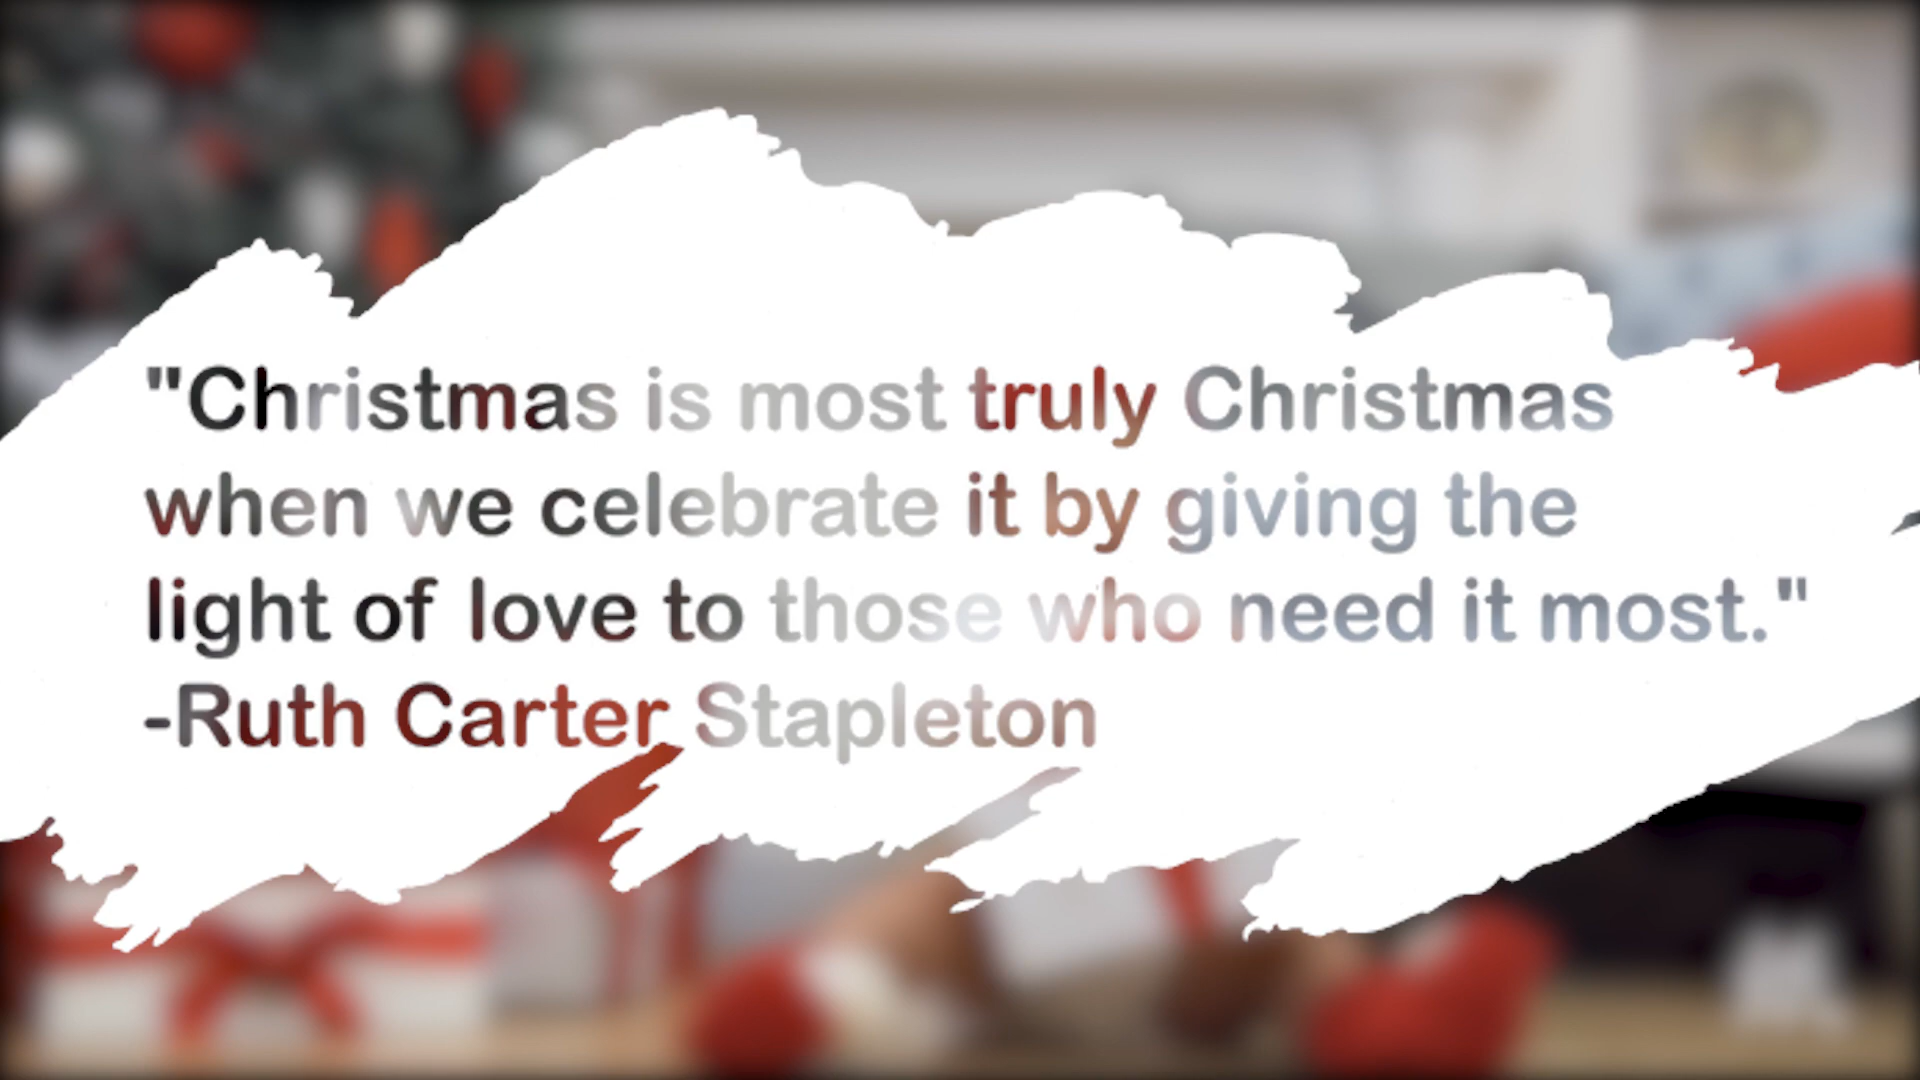 "Christmas is most truly Christmas
when we celebrate it by giving the
light of love to those who need it most."
-Ruth Carter Stapleton